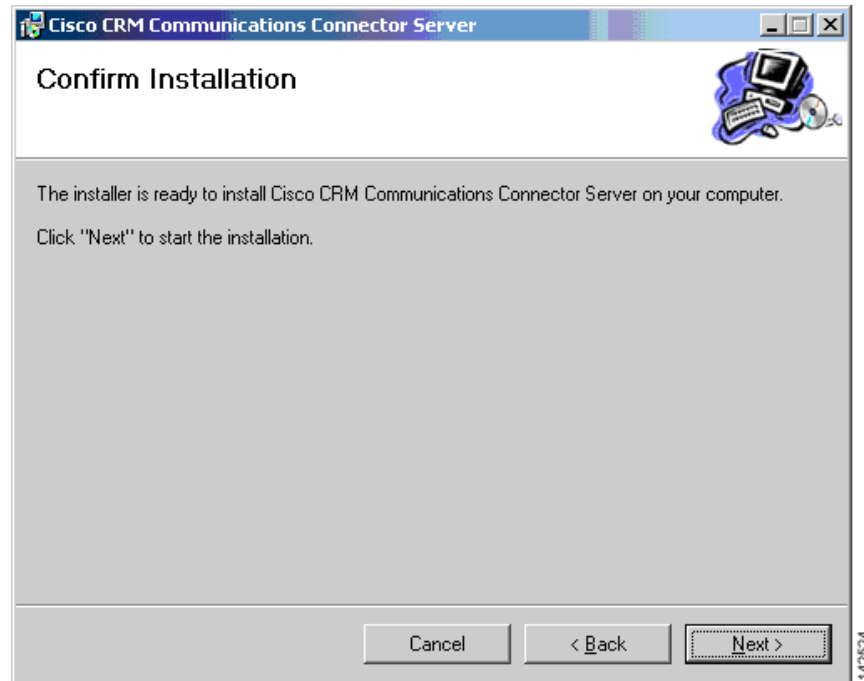 Cisco CRM Communications Connector Server
Confirm Installation
The installer is ready to install Cisco CRM Communications Connector Server on your computer.
Click "Next" to start the installation.
Cancel
< Back
Next >